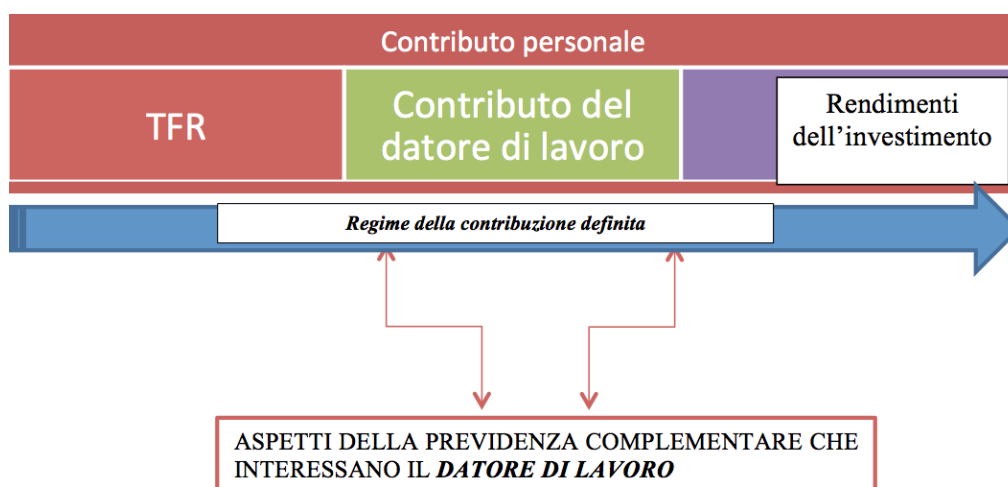 Contributo personale
TFR
Contributo del
datore di lavoro
Rendimenti
dell’investimento
Regime della contribuzione definita
ASPETTI DELLA PREVIDENZA COMPLEMENTARE CHE
INTERESSANO IL DATORE DI LAVORO